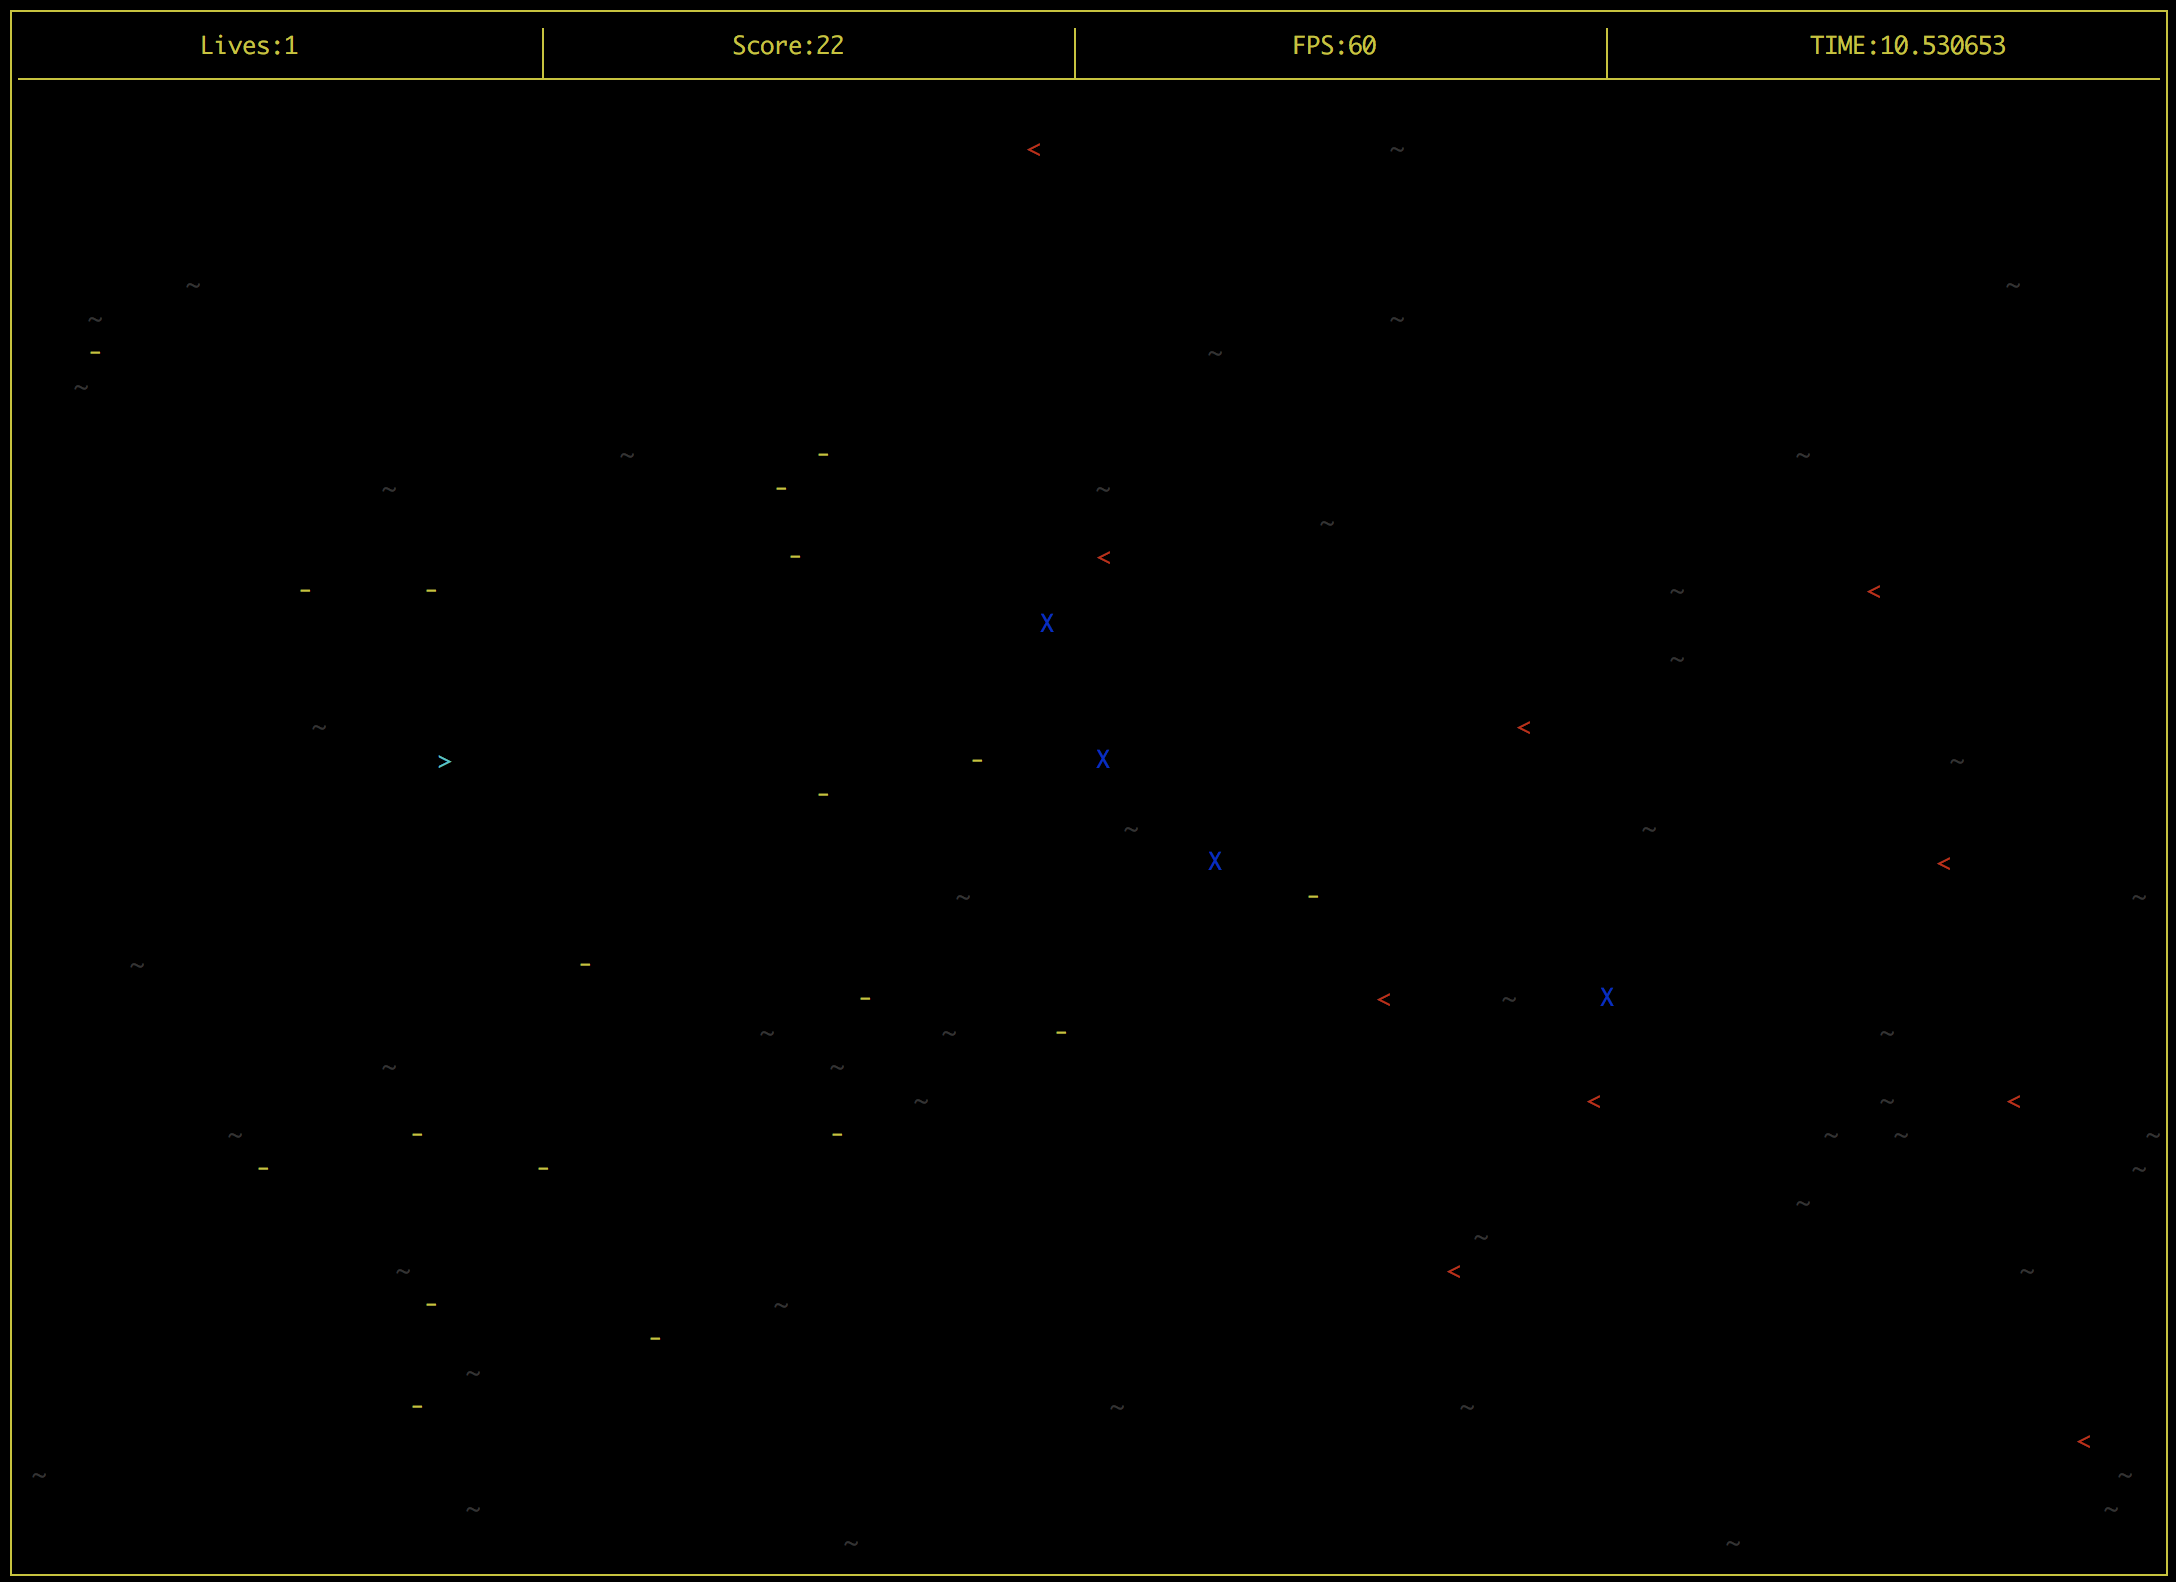 Lives:1 Score:22 FPS:60 TIME:10.530653
< ~
~ ~
~ ~
- ~
~
~ - ~
~ - ~
~
- <
- - ~ <
X
~
~ <
> - X ~
-
~ ~
X <
~ - ~
~ -
- < ~ X
~ ~ - ~
~ ~
~ < ~ <
~ - - ~ ~ ~
- - ~
~
~
~ < ~
- ~
-
~
- ~ ~
<
~ ~
~ ~
~ ~